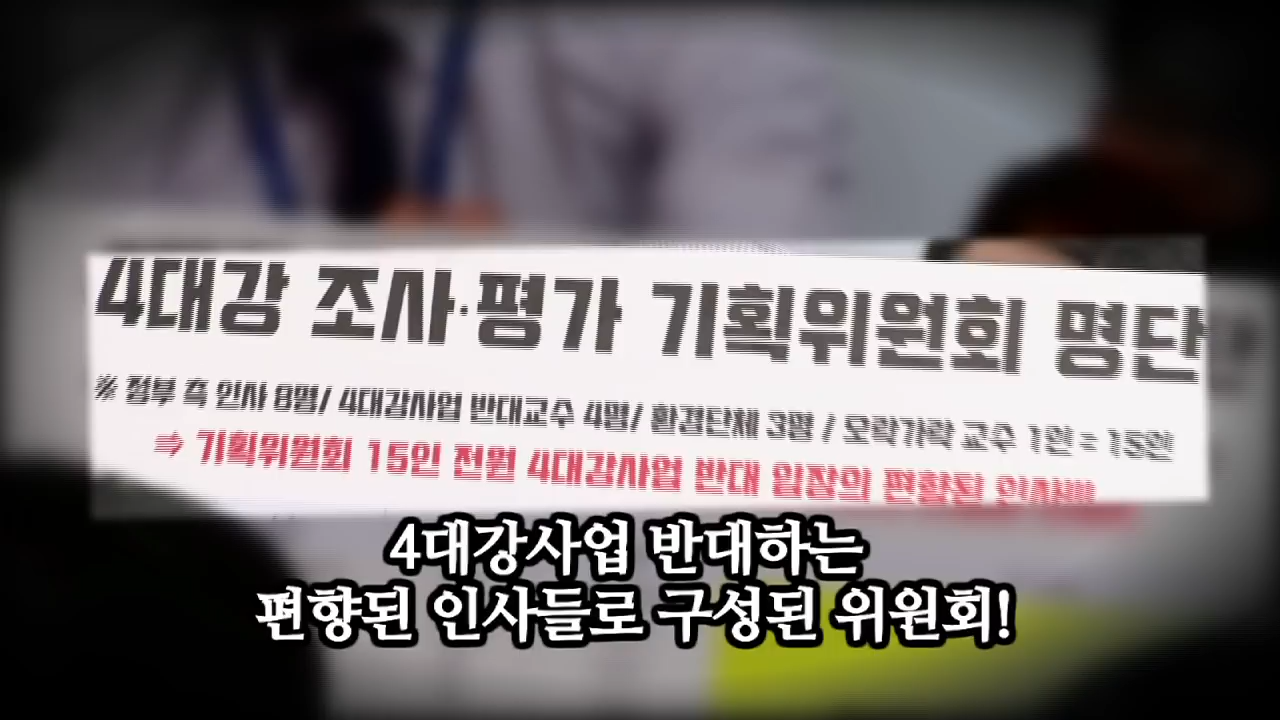 4대강 조사·평가 기획위원회 명단
※ 정부 측 인사 8명/ 4대강사업 반대교수 4명/ 환경단체 3명 / 오락가락 교수 1인 = 15인
⇒ 기획위원회 15인 전원 4대강사업 반대 입장의 편향된
4대강사업 반대하는
편향된 인사들로 구성된 위원회!